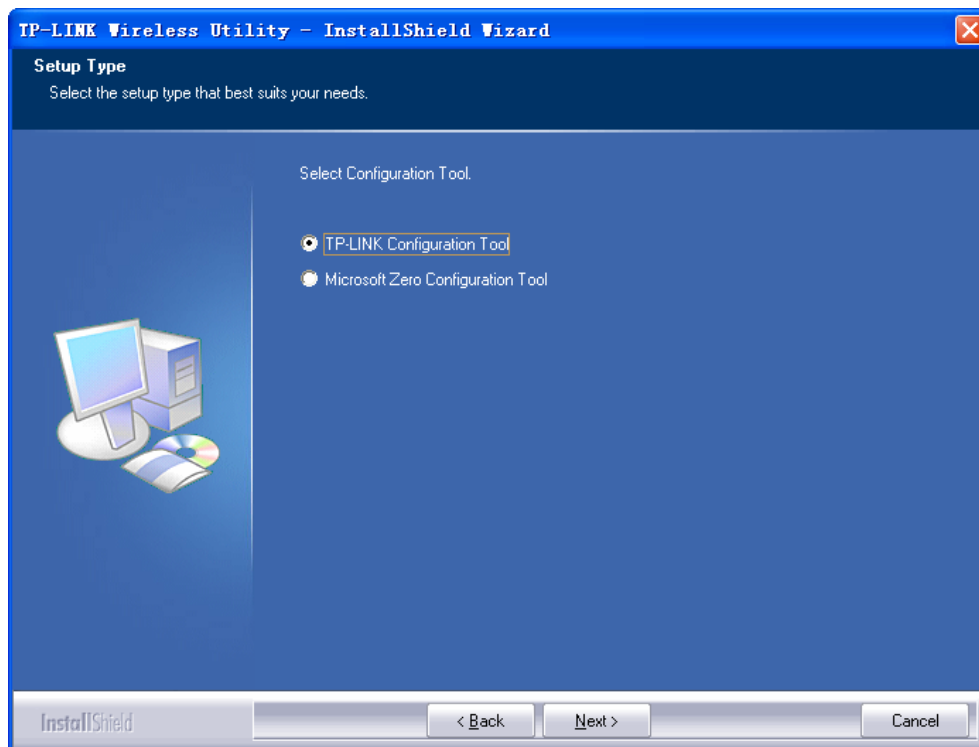 TP-LINK Wireless Utility - InstallShield Wizard
Setup Type
Select the setup type that best suits your needs.
Select Configuration Tool.
TP-LINK Configuration Tool
Microsoft Zero Configuration Tool
InstallShield
< Back
Next >
Cancel